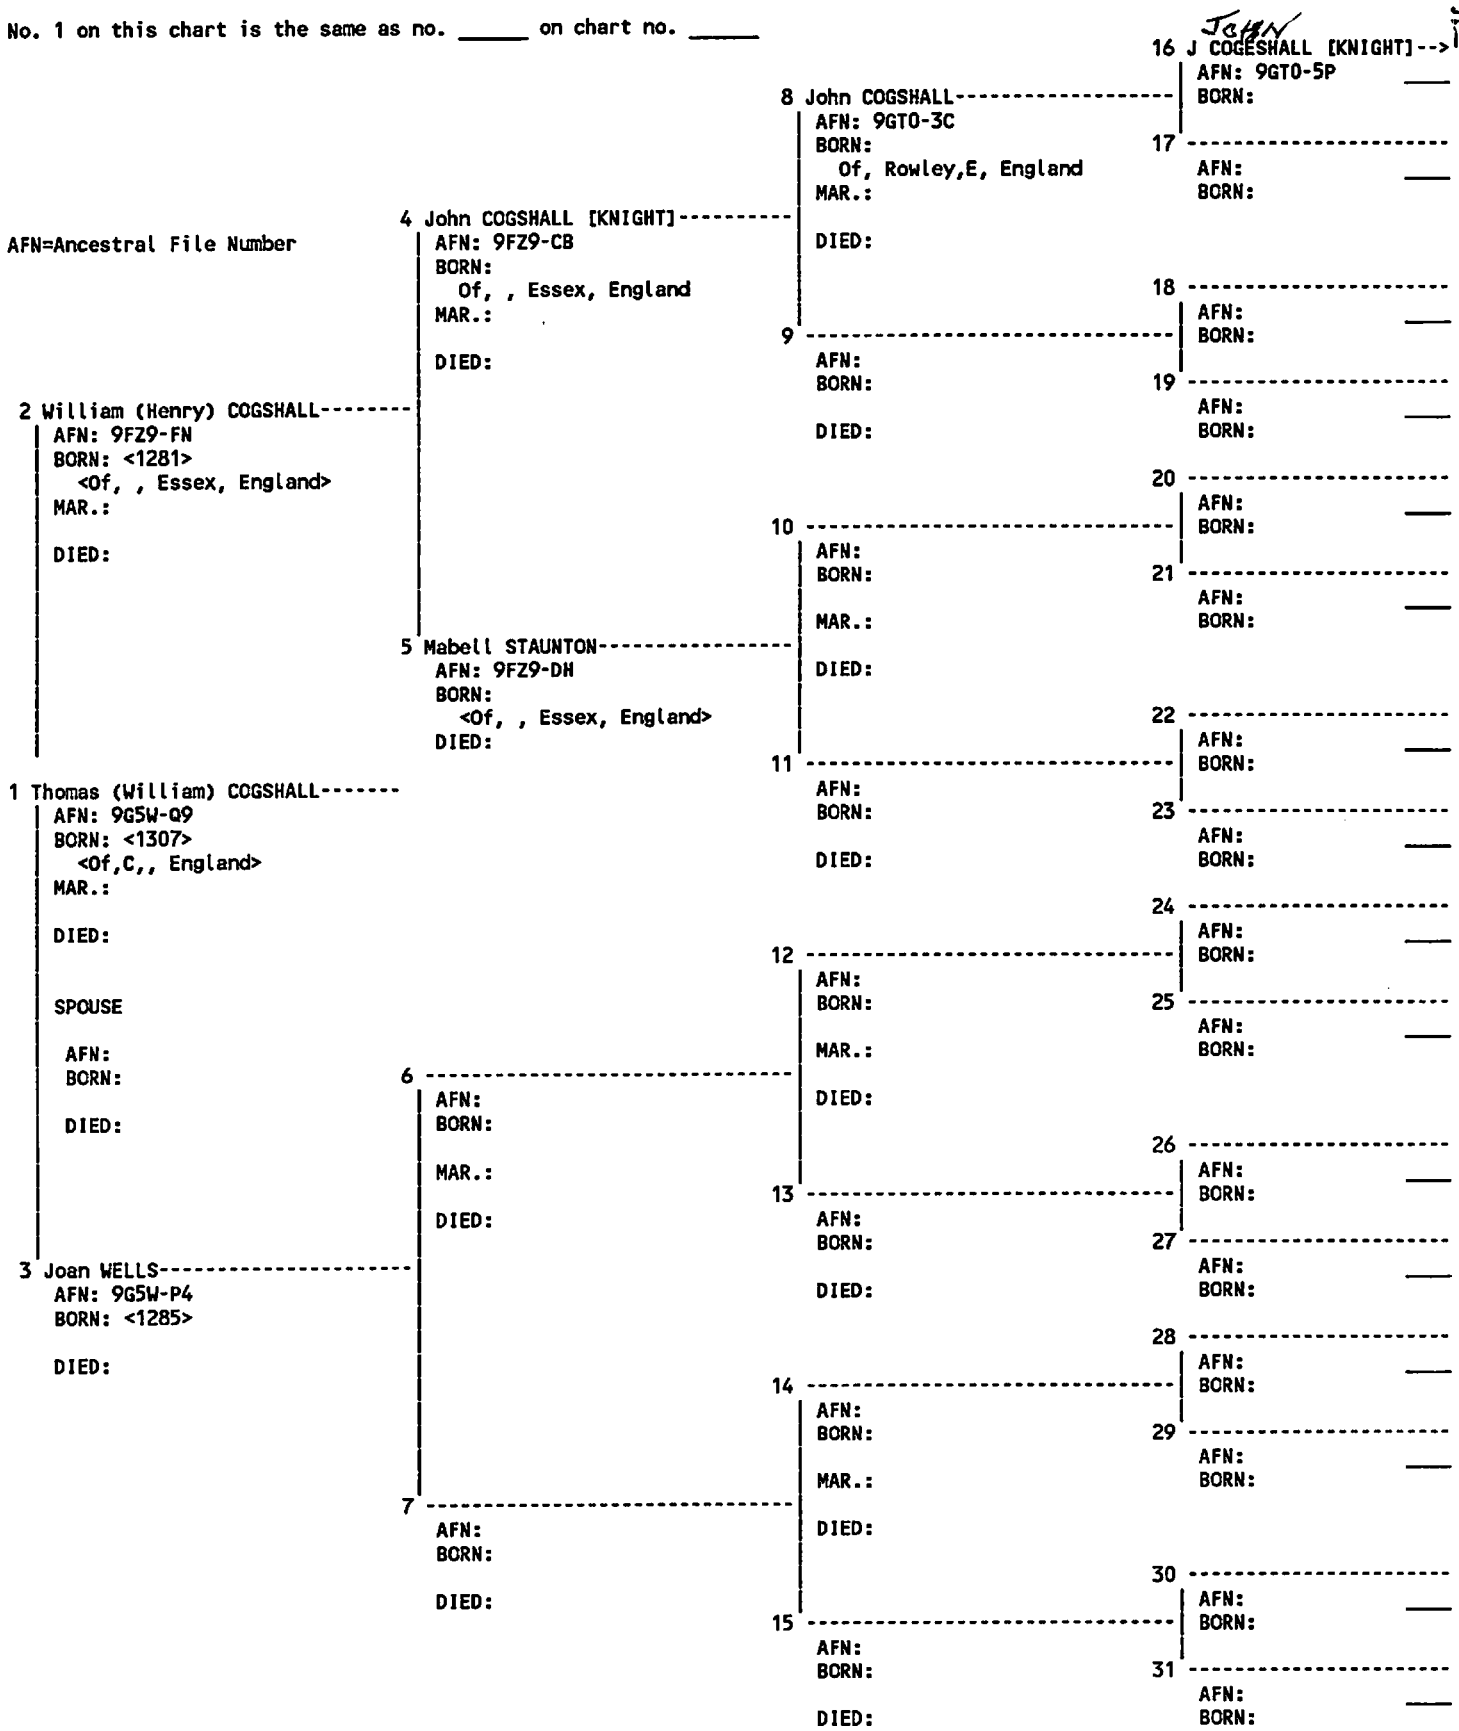 No. 1 on this chart is the same as no. ______ on chart no. ______
JOHN
16 J COGESHALL [KNIGHT]-->
AFN: 9GT0-5P
BORN:
8 John COGSHALL
AFN: 9GT0-3C
BORN:
Of, Rowley,E, England
MAR.:
DIED:
17
AFN:
BORN:
4 John COGSHALL [KNIGHT]
AFN: 9FZ9-CB
BORN:
Of, , Essex, England
MAR.:
DIED:
AFN=Ancestral File Number
18
AFN:
BORN:
9
AFN:
BORN:
DIED:
19
AFN:
BORN:
2 William (Henry) COGSHALL
AFN: 9FZ9-FN
BORN: <1281>
<Of, , Essex, England>
MAR.:
DIED:
20
AFN:
BORN:
10
AFN:
BORN:
MAR.:
DIED:
21
AFN:
BORN:
5 Mabell STAUNTON
AFN: 9FZ9-DH
BORN:
<Of, , Essex, England>
DIED:
22
AFN:
BORN:
11
AFN:
BORN:
DIED:
23
AFN:
BORN:
1 Thomas (William) COGSHALL
AFN: 9G5W-Q9
BORN: <1307>
<Of,C,, England>
MAR.:
DIED:
SPOUSE
AFN:
BORN:
DIED:
24
AFN:
BORN:
12
AFN:
BORN:
MAR.:
DIED:
25
AFN:
BORN:
6
AFN:
BORN:
MAR.:
DIED:
26
AFN:
BORN:
13
AFN:
BORN:
DIED:
27
AFN:
BORN:
3 Joan WELLS
AFN: 9G5W-P4
BORN: <1285>
DIED:
28
AFN:
BORN:
14
AFN:
BORN:
MAR.:
DIED:
29
AFN:
BORN:
7
AFN:
BORN:
DIED:
30
AFN:
BORN:
15
AFN:
BORN:
DIED:
31
AFN:
BORN: